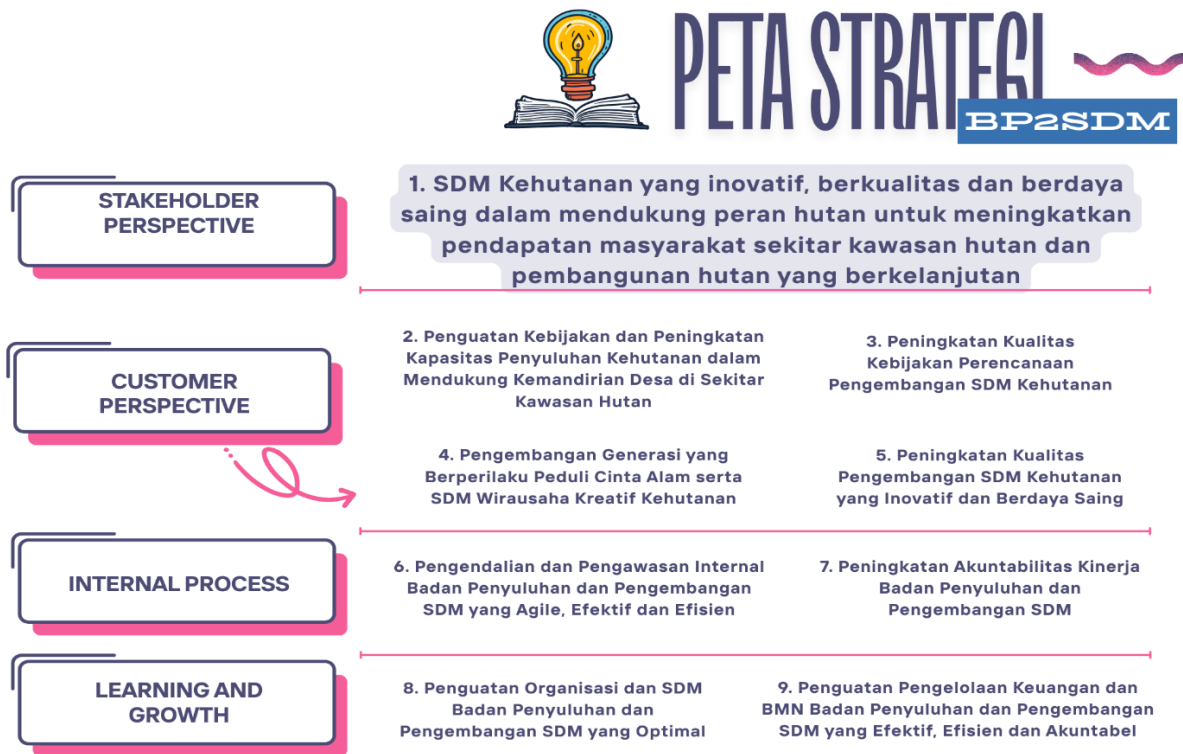 PETA STRATEGI
BP2SDM
STAKEHOLDER
PERSPECTIVE
1. SDM Kehutanan yang inovatif, berkualitas dan berdaya
saing dalam mendukung peran hutan untuk meningkatkan
pendapatan masyarakat sekitar kawasan hutan dan
pembangunan hutan yang berkelanjutan
CUSTOMER
PERSPECTIVE
2. Penguatan Kebijakan dan Peningkatan
Kapasitas Penyuluhan Kehutanan dalam
Mendukung Kemandirian Desa di Sekitar
Kawasan Hutan
3. Peningkatan Kualitas
Kebijakan Perencanaan
Pengembangan SDM Kehutanan
4. Pengembangan Generasi yang
Berperilaku Peduli Cinta Alam serta
SDM Wirausaha Kreatif Kehutanan
5. Peningkatan Kualitas
Pengembangan SDM Kehutanan
yang Inovatif dan Berdaya Saing
INTERNAL PROCESS
6. Pengendalian dan Pengawasan Internal
Badan Penyuluhan dan Pengembangan
SDM yang Agile, Efektif dan Efisien
7. Peningkatan Akuntabilitas Kinerja
Badan Penyuluhan dan
Pengembangan SDM
LEARNING AND
GROWTH
8. Penguatan Organisasi dan SDM
Badan Penyuluhan dan
Pengembangan SDM yang Optimal
9. Penguatan Pengelolaan Keuangan dan
BMN Badan Penyuluhan dan Pengembangan
SDM yang Efektif, Efisien dan Akuntabel